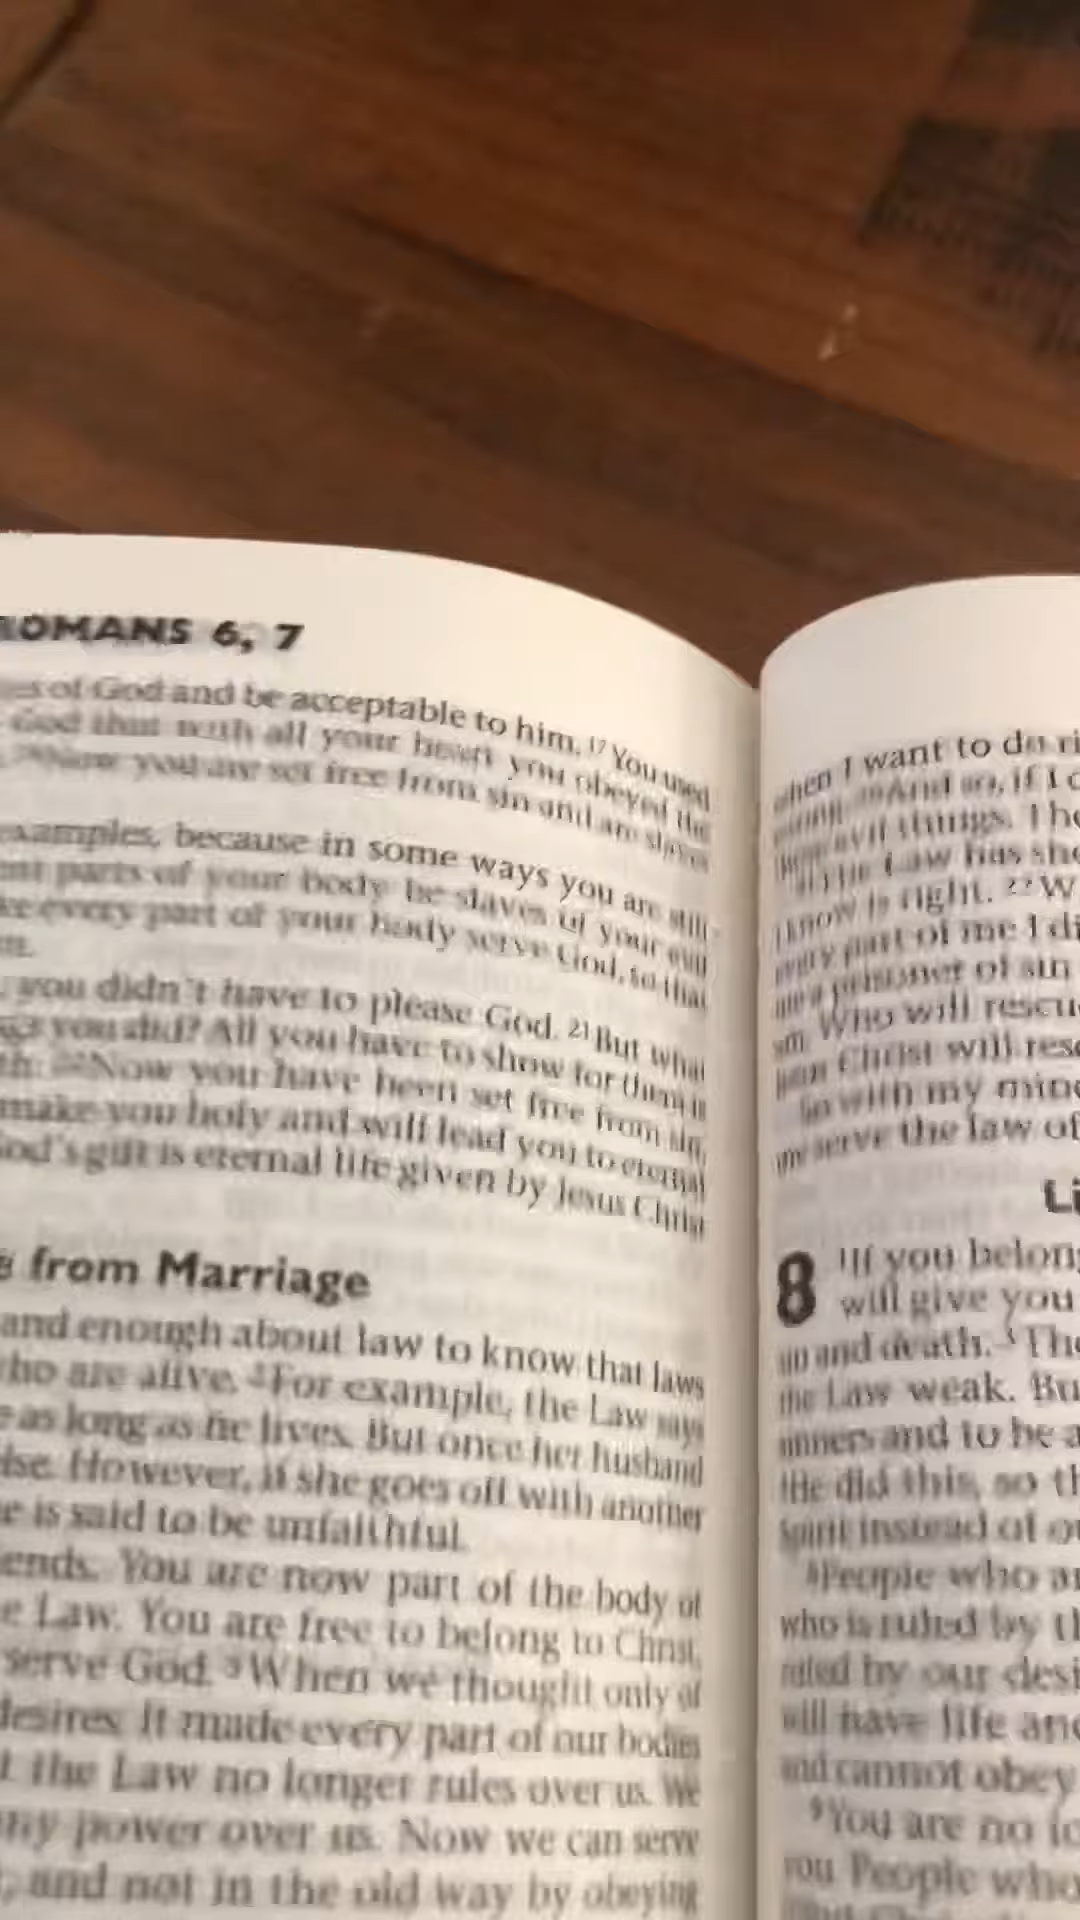 ROMANS 6, 7
of God and be acceptable to him. 17 You used
God that with all your heart you obeyed the
Now you are set free from sin and are slaves
examples, because in some ways you are still
parts of your body be slaves of your evil
every part of your body serve God, so that
you didn't have to please God. 21 But what
you did? All you have to show for them is
Now you have been set free from sin,
make you holy and will lead you to eternal
God's gift is eternal life given by Jesus Christ
from Marriage
and enough about law to know that laws
who are alive. 2 For example, the Law says
as long as he lives. But once her husband
else. However, if she goes off with another
is said to be unfaithful.
You are now part of the body of
Law. You are free to belong to Christ,
serve God. 5 When we thought only of
desires. It made every part of our bodies
the Law no longer rules over us. We
power over us. Now we can serve
and not in the old way by obeying
when I want to do
And so, if I
evil things.
The Law has
know is right. 22
every part of me I
prisoner of sin
Who will
Christ will
So with my
serve the law of
8 1 If you
will give you
and death. 3
the Law weak.
and to be a
He did this, so
Spirit instead of
People who
who is ruled by
ruled by our
will have life
and cannot obey
9 You are no
you. People who